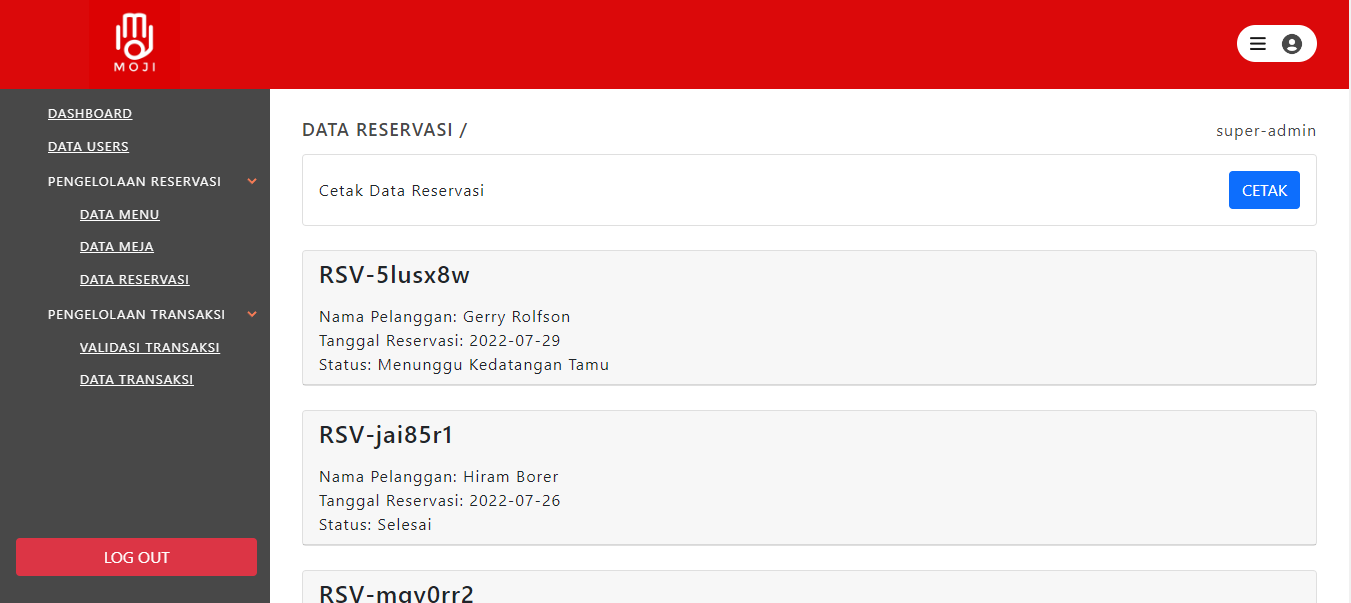 MOJI
DASHBOARD
DATA USERS
PENGELOLAAN RESERVASI
DATA MENU
DATA MEJA
DATA RESERVASI
PENGELOLAAN TRANSAKSI
VALIDASI TRANSAKSI
DATA TRANSAKSI
LOG OUT
DATA RESERVASI /
super-admin
Cetak Data Reservasi
CETAK
RSV-5lusx8w
Nama Pelanggan: Gerry Rolfson
Tanggal Reservasi: 2022-07-29
Status: Menunggu Kedatangan Tamu
RSV-jai85r1
Nama Pelanggan: Hiram Borer
Tanggal Reservasi: 2022-07-26
Status: Selesai